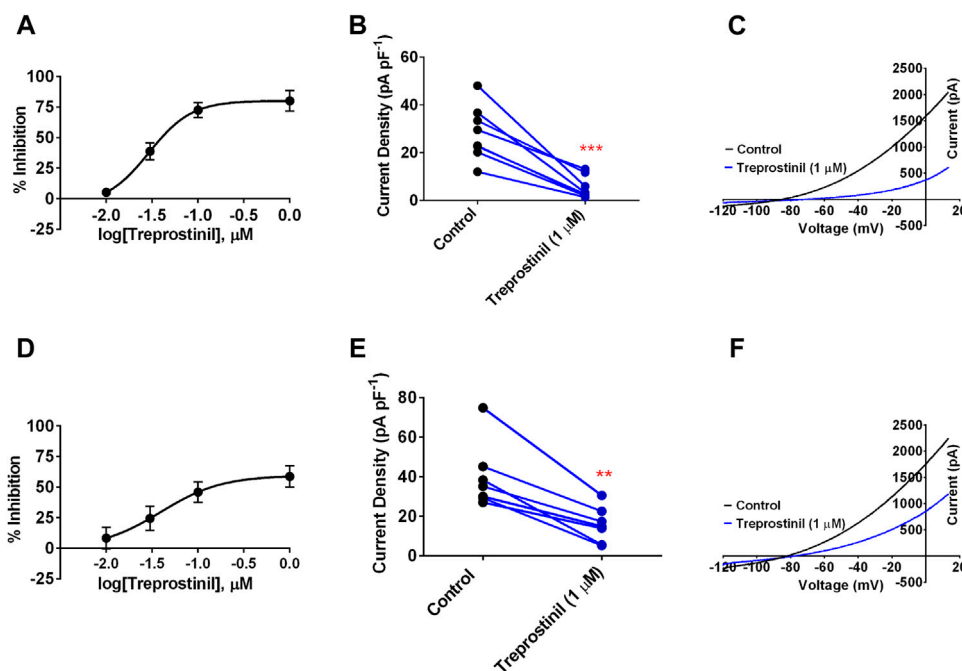 A
% Inhibition
100
75
50
25
0
-25
-2.0 -1.5 -1.0 -0.5 0.0
log[Treprostinil], μM
B
Current Density (pA pF-1)
60
40
20
0
***
Control
Treprostinil (1 μM)
C
2500
2000
1500
1000
500
-500
Current (pA)
Control
Treprostinil (1 μM)
-120 -100 -80 -60 -40 -20 20
Voltage (mV)
D
% Inhibition
100
75
50
25
0
-25
-2.0 -1.5 -1.0 -0.5 0.0
log[Treprostinil], μM
E
Current Density (pA pF-1)
80
60
40
20
0
**
Control
Treprostinil (1 μM)
F
2500
2000
1500
1000
500
-500
Current (pA)
Control
Treprostinil (1 μM)
-120 -100 -80 -60 -40 -20 20
Voltage (mV)